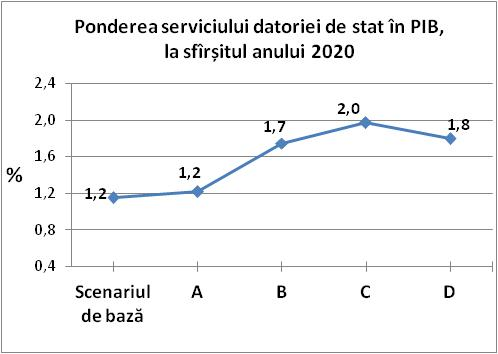 Ponderea serviciului datoriei de stat în PIB,
la sfîrșitul anului 2020
2,4
2,0
1,6
1,2
0,8
0,4
%
1,2
1,2
1,7
2,0
1,8
Scenariul
de bază
A
B
C
D